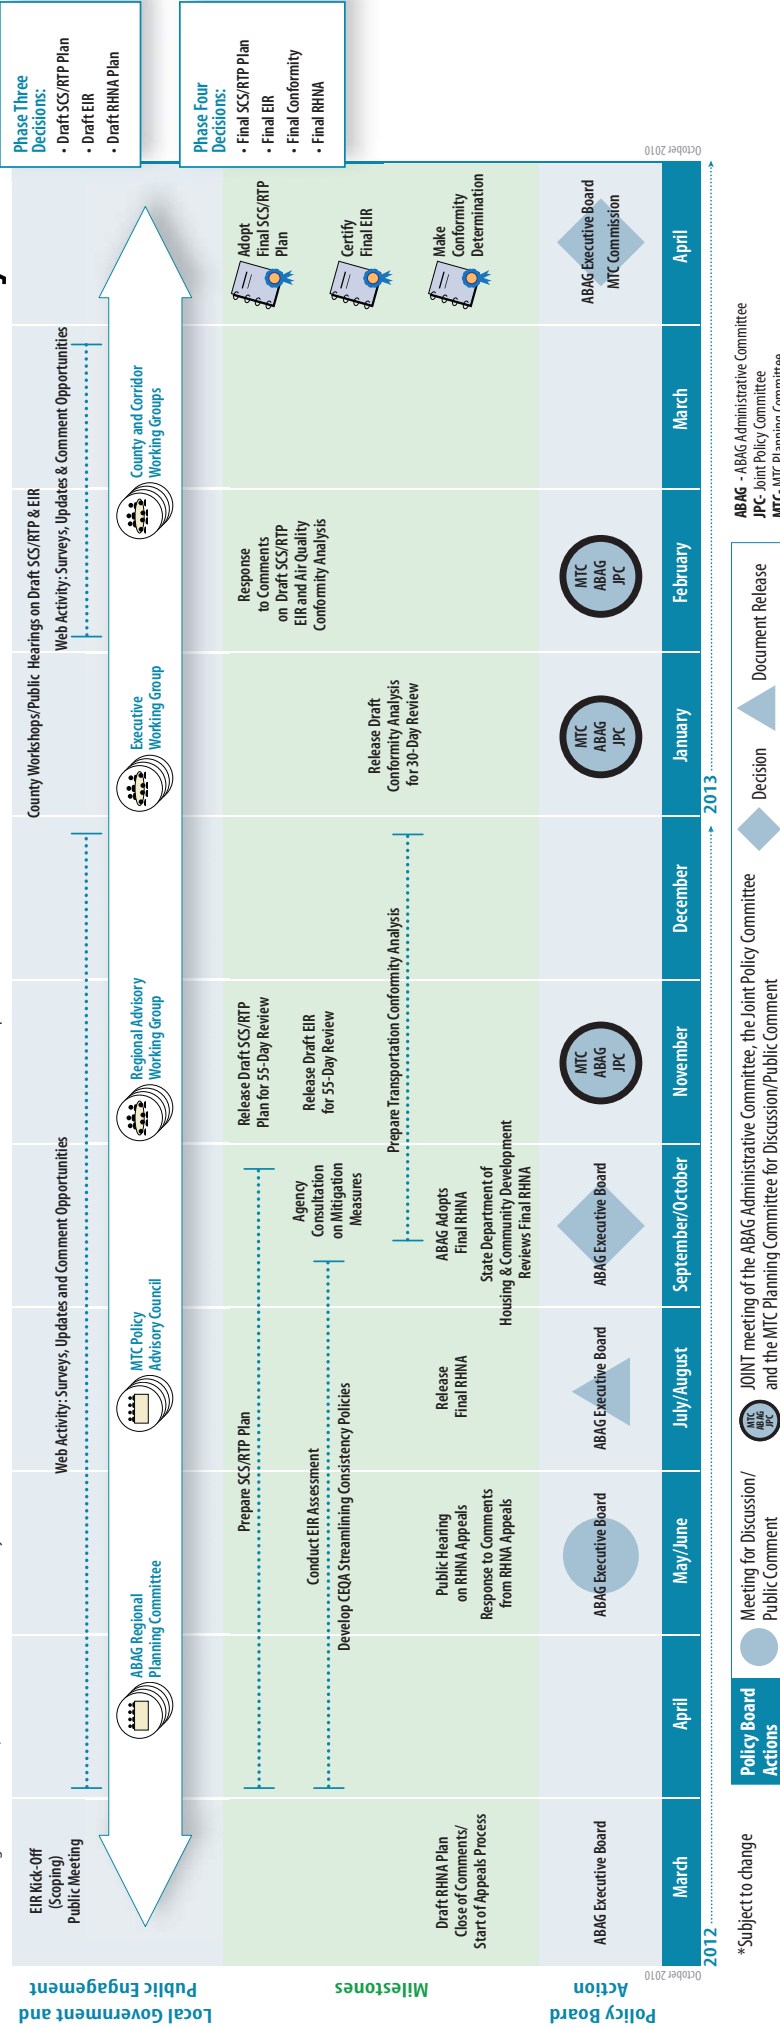 Phase Three
Decisions:
• Draft SCS/RTP Plan
• Draft EIR
• Draft RHNA Plan
Phase Four
Decisions:
• Final SCS/RTP Plan
• Final EIR
• Final Conformity
• Final RHNA
Local Government and
Public Engagement
EIR Kick-Off
(Scoping)
Public Meeting
Web Activity: Surveys, Updates and Comment Opportunities
County Workshops/Public Hearings on Draft SCS/RTP & EIR
Web Activity: Surveys, Updates & Comment Opportunities
ABAG Regional
Planning Committee
MTC Policy
Advisory Council
Regional Advisory
Working Group
Executive
Working Group
County and Corridor
Working Groups
Milestones
Prepare SCS/RTP Plan
Conduct EIR Assessment
Develop CEQA Streamlining Consistency Policies
Draft RHNA Plan
Close of Comments/
Start of Appeals Process
Public Hearing
on RHNA Appeals
Response to Comments
from RHNA Appeals
Release
Final RHNA
Agency
Consultation
on Mitigation
Measures
ABAG Adopts
Final RHNA
State Department of
Housing & Community Development
Reviews Final RHNA
Release Draft SCS/RTP
Plan for 55-Day Review
Release Draft EIR
for 55-Day Review
Prepare Transportation Conformity Analysis
Release Draft
Conformity Analysis
for 30-Day Review
Response
to Comments
on Draft SCS/RTP
EIR and Air Quality
Conformity Analysis
Adopt
Final SCS/RTP
Plan
Certify
Final EIR
Make
Conformity
Determination
Policy Board
Action
ABAG Executive Board
ABAG Executive Board
ABAG Executive Board
ABAG Executive Board
MTC
ABAG
JPC
MTC
ABAG
JPC
MTC
ABAG
JPC
ABAG Executive Board
MTC Commission
October 2010
March
April
May/June
July/August
September/October
November
December
January
February
March
April
October 2010
2012
2013
*Subject to change
Policy Board
Actions
Meeting for Discussion/
Public Comment
MTC
ABAG
JPC
JOINT meeting of the ABAG Administrative Committee, the Joint Policy Committee
and the MTC Planning Committee for Discussion/Public Comment
Decision
Document Release
ABAG - ABAG Administrative Committee
JPC- Joint Policy Committee
MTC- MTC Planning Committee